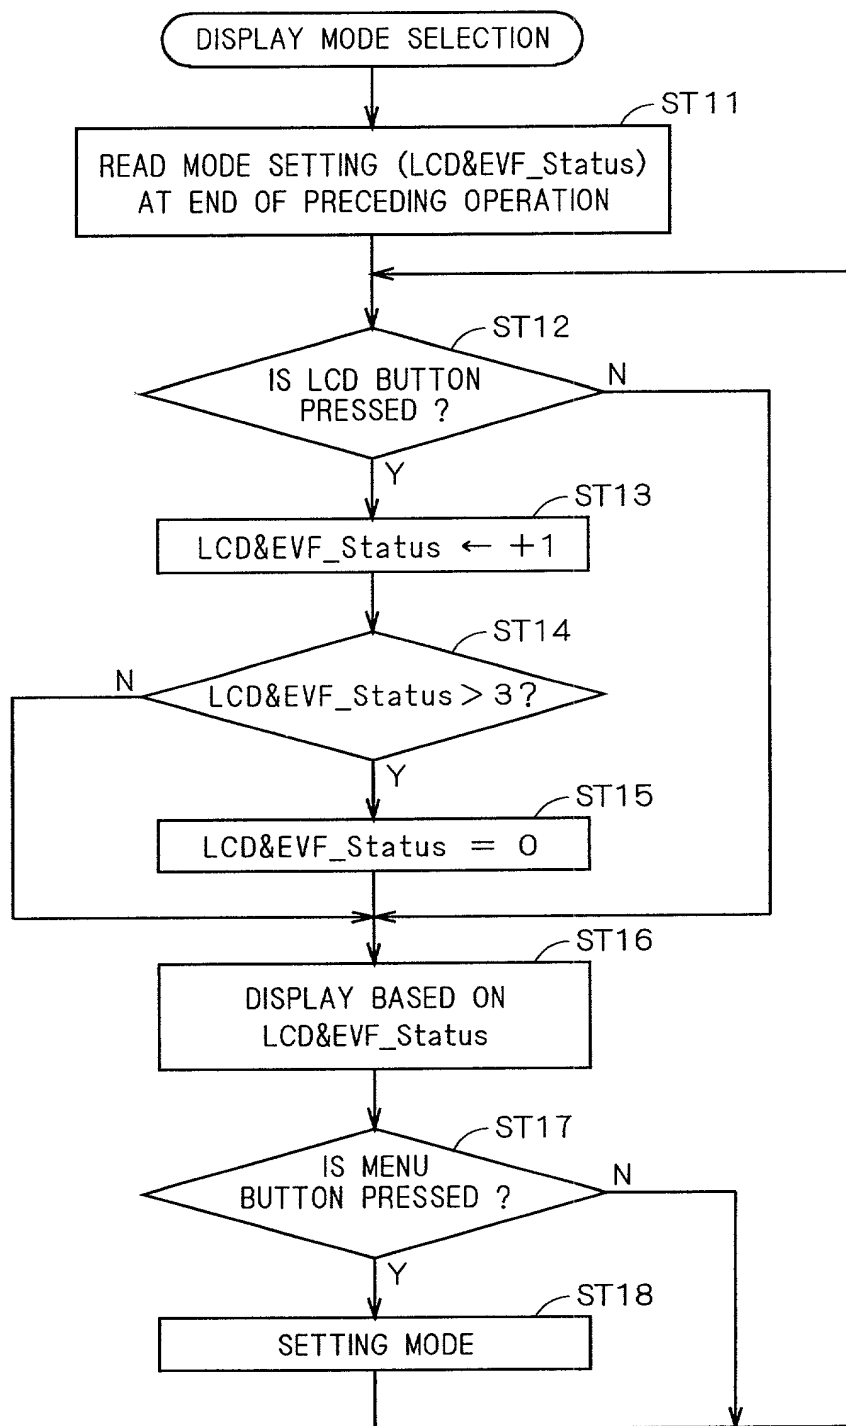 DISPLAY MODE SELECTION
ST11
READ MODE SETTING (LCD&EVF_Status)
AT END OF PRECEDING OPERATION
ST12
IS LCD BUTTON
PRESSED ?
N
Y
ST13
LCD&EVF_Status ← +1
ST14
N
LCD&EVF_Status > 3?
Y
ST15
LCD&EVF_Status = 0
ST16
DISPLAY BASED ON
LCD&EVF_Status
ST17
IS MENU
BUTTON PRESSED ?
N
Y
ST18
SETTING MODE